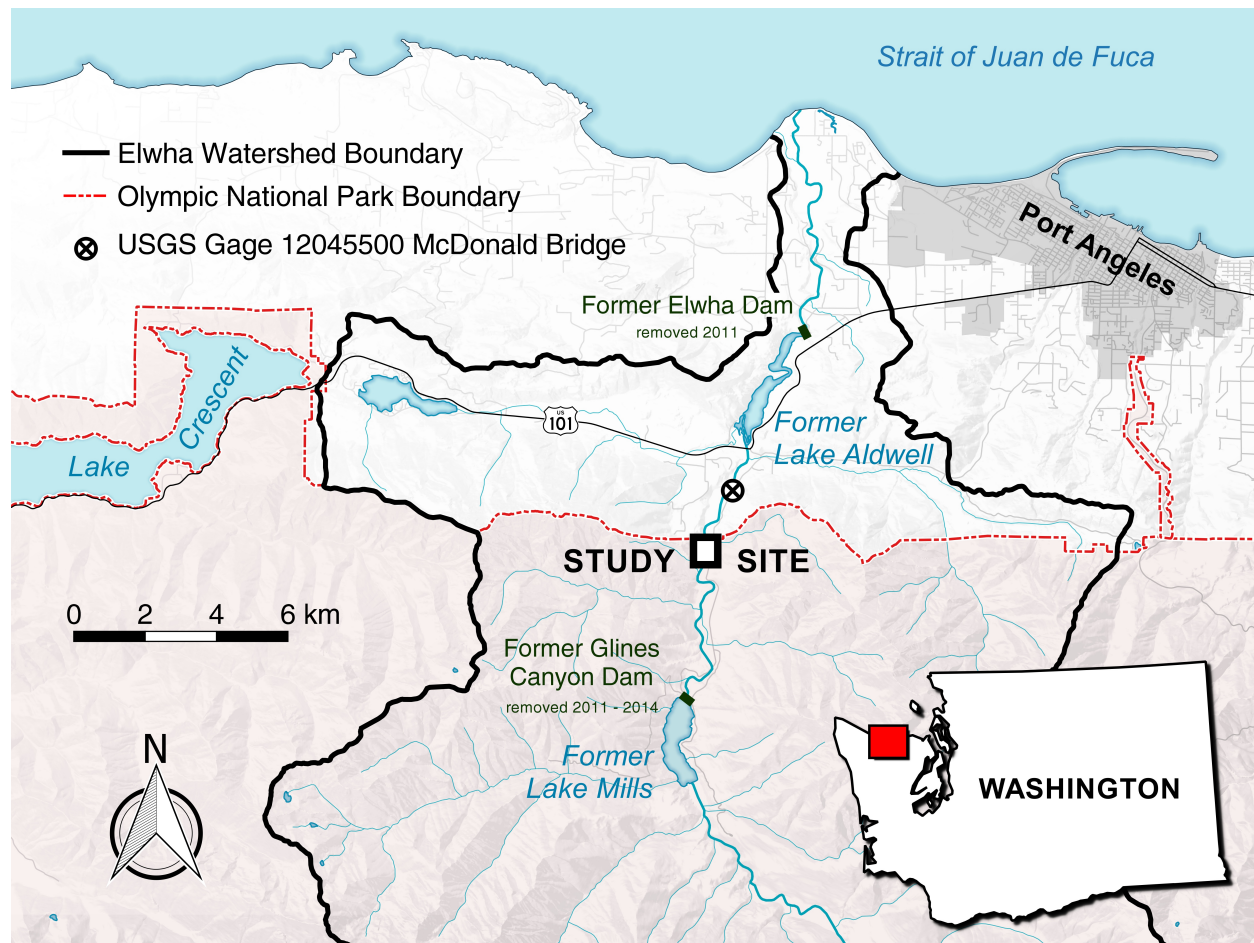 Strait of Juan de Fuca
Elwha Watershed Boundary
Olympic National Park Boundary
USGS Gage 12045500 McDonald Bridge
Port Angeles
Former Elwha Dam
removed 2011
Lake
Crescent
US
101
Former
Lake Aldwell
STUDY SITE
0 2 4 6 km
Former Glines
Canyon Dam
removed 2011 - 2014
Former
Lake Mills
N
WASHINGTON